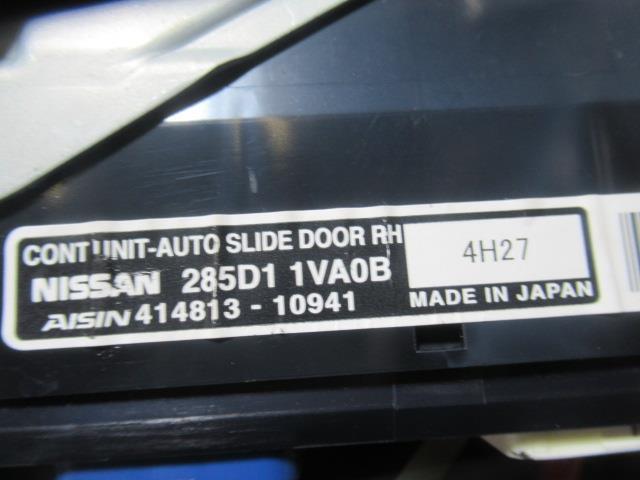 CONT UNIT-AUTO SLIDE DOOR RH
4H27
NISSAN 285D1 1VA0B
AISIN 414813 - 10941
MADE IN JAPAN